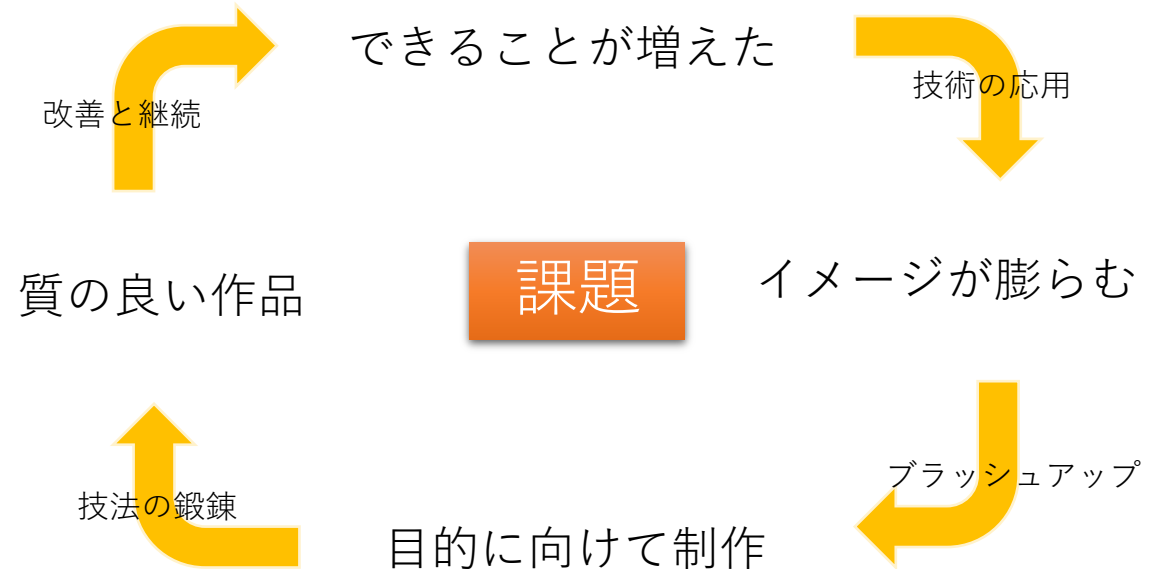 できることが増えた
技術の応用
改善と継続
課題
イメージが膨らむ
質の良い作品
ブラッシュアップ
技法の鍛錬
目的に向けて制作